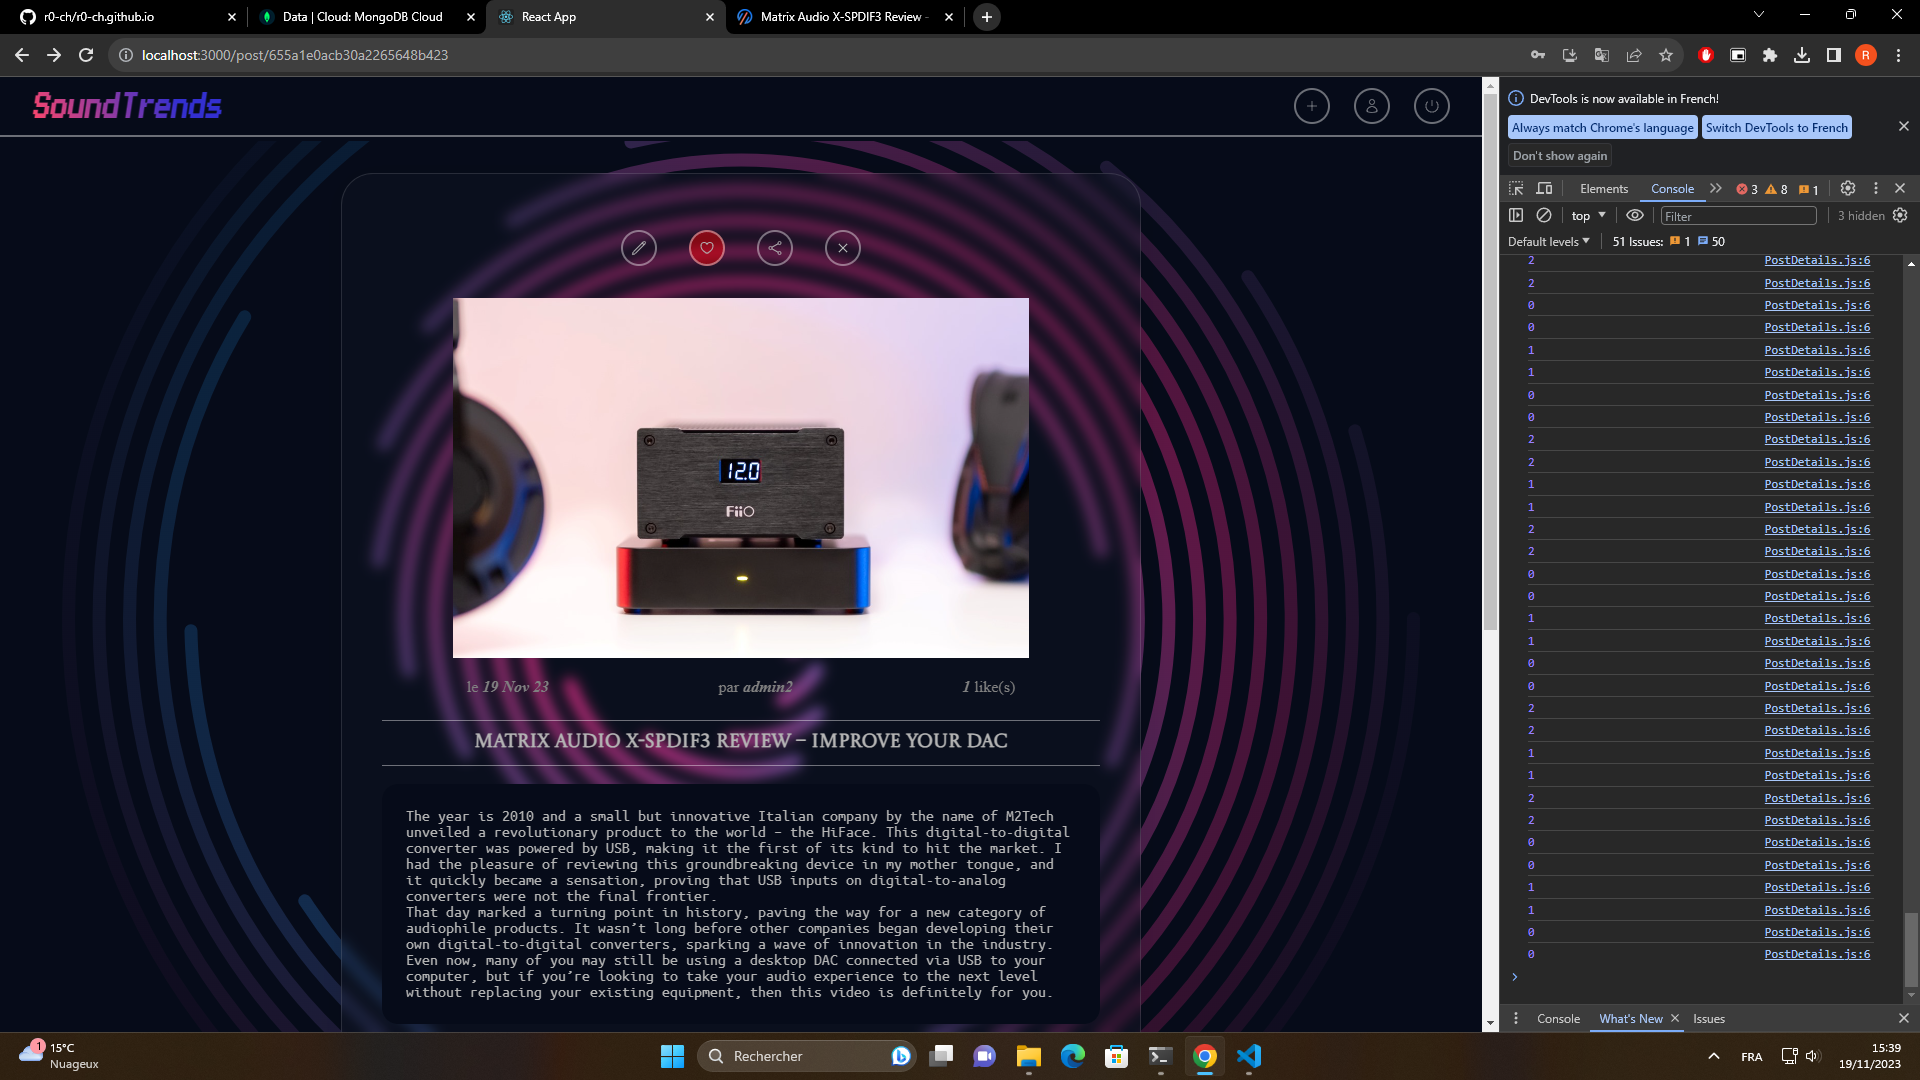 r0-ch/r0-ch.github.io
Data | Cloud: MongoDB Cloud
React App
Matrix Audio X-SPDIF3 Review -
localhost:3000/post/655a1e0acb30a2265648b423
R
SoundTrends
12.0
FiiO
le 19 Nov 23
par admin2
1 like(s)
MATRIX AUDIO X-SPDIF3 REVIEW – IMPROVE YOUR DAC
The year is 2010 and a small but innovative Italian company by the name of M2Tech
unveiled a revolutionary product to the world – the HiFace. This digital-to-digital
converter was powered by USB, making it the first of its kind to hit the market. I
had the pleasure of reviewing this groundbreaking device in my mother tongue, and
it quickly became a sensation, proving that USB inputs on digital-to-analog
converters were not the final frontier.
That day marked a turning point in history, paving the way for a new category of
audiophile products. It wasn’t long before other companies began developing their
own digital-to-digital converters, sparking a wave of innovation in the industry.
Even now, many of you may still be using a desktop DAC connected via USB to your
computer, but if you’re looking to take your audio experience to the next level
without replacing your existing equipment, then this video is definitely for you.
DevTools is now available in French!
Always match Chrome's language
Switch DevTools to French
Don't show again
Elements
Console
3
8
1
top
Filter
3 hidden
Default levels
51 Issues:
1
50
2 PostDetails.js:6
2 PostDetails.js:6
0 PostDetails.js:6
0 PostDetails.js:6
1 PostDetails.js:6
1 PostDetails.js:6
0 PostDetails.js:6
0 PostDetails.js:6
2 PostDetails.js:6
2 PostDetails.js:6
1 PostDetails.js:6
1 PostDetails.js:6
2 PostDetails.js:6
2 PostDetails.js:6
0 PostDetails.js:6
0 PostDetails.js:6
1 PostDetails.js:6
1 PostDetails.js:6
0 PostDetails.js:6
0 PostDetails.js:6
2 PostDetails.js:6
2 PostDetails.js:6
1 PostDetails.js:6
1 PostDetails.js:6
2 PostDetails.js:6
2 PostDetails.js:6
0 PostDetails.js:6
0 PostDetails.js:6
1 PostDetails.js:6
1 PostDetails.js:6
0 PostDetails.js:6
0 PostDetails.js:6
Console
What's New
Issues
1
15°C
Nuageux
Rechercher
FRA
15:39
19/11/2023